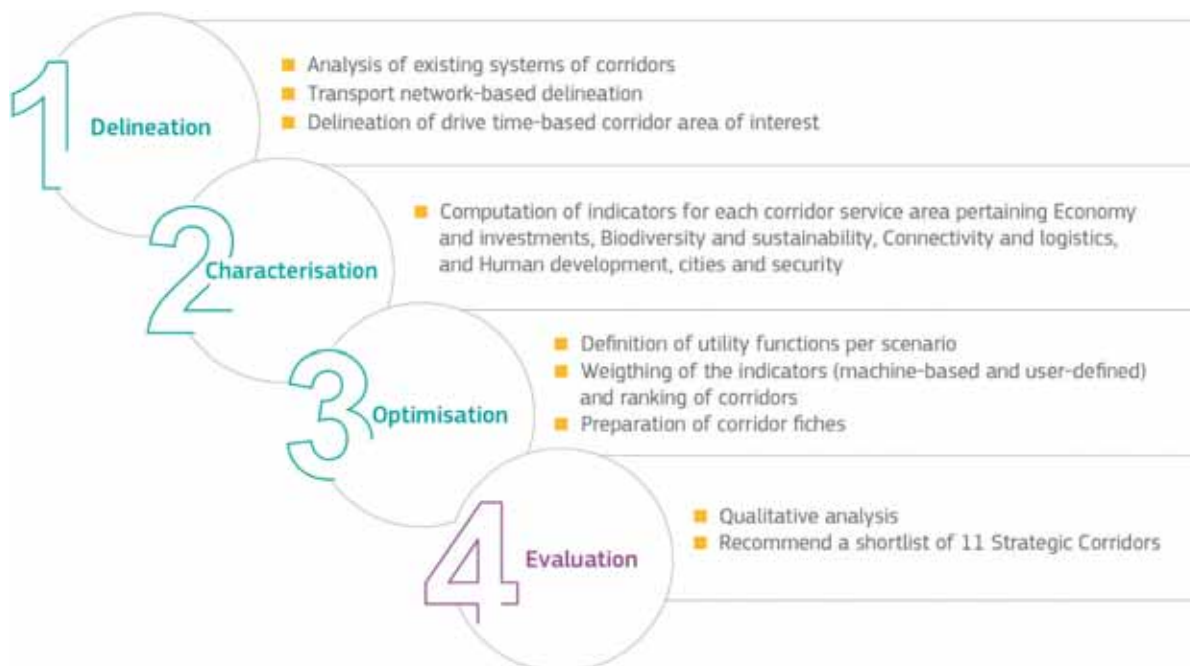 1
Delineation
Analysis of existing systems of corridors
Transport network-based delineation
Delineation of drive time-based corridor area of interest
2
Characterisation
Computation of indicators for each corridor service area pertaining Economy
and investments, Biodiversity and sustainability, Connectivity and logistics,
and Human development, cities and security
3
Optimisation
Definition of utility functions per scenario
Weigthing of the indicators (machine-based and user-defined)
and ranking of corridors
Preparation of corridor fiches
4
Evaluation
Qualitative analysis
Recommend a shortlist of 11 Strategic Corridors